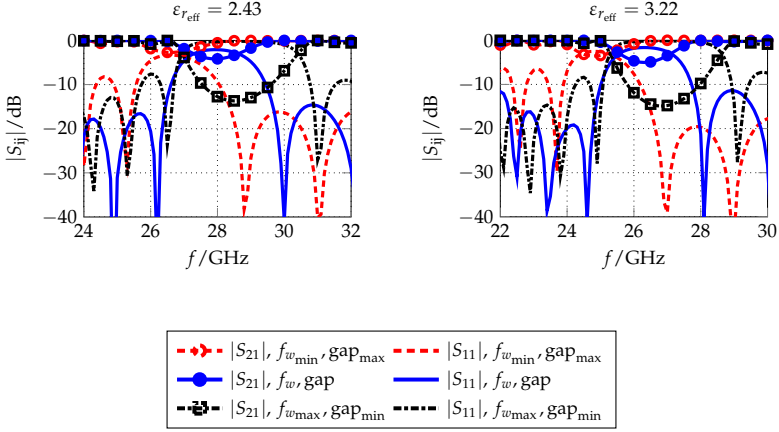 ε_{r_eff} = 2.43
ε_{r_eff} = 3.22
0
−10
−20
−30
−40
|S_ij| / dB
24 26 28 30 32
f/GHz
0
−10
−20
−30
−40
|S_ij| / dB
22 24 26 28 30
f/GHz
|S_21|, f_{w_min}, gap_max
|S_11|, f_{w_min}, gap_max
|S_21|, f_w, gap
|S_11|, f_w, gap
|S_21|, f_{w_max}, gap_min
|S_11|, f_{w_max}, gap_min